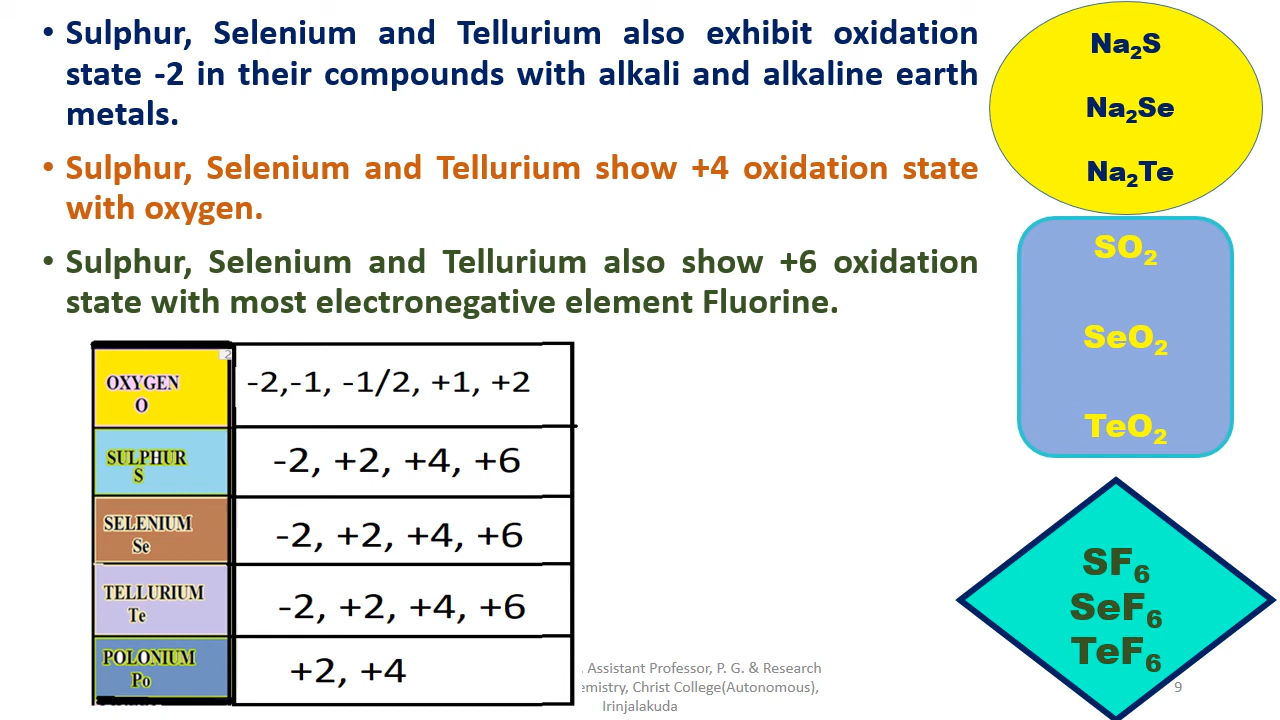 • Sulphur, Selenium and Tellurium also exhibit oxidation
state -2 in their compounds with alkali and alkaline earth
metals.
• Sulphur, Selenium and Tellurium show +4 oxidation state
with oxygen.
• Sulphur, Selenium and Tellurium also show +6 oxidation
state with most electronegative element Fluorine.
Na₂S
Na₂Se
Na₂Te
SO₂
SeO₂
TeO₂
SF₆
SeF₆
TeF₆
2
OXYGEN
O
-2,-1, -1/2, +1, +2
SULPHUR
S
-2, +2, +4, +6
SELENIUM
Se
-2, +2, +4, +6
TELLURIUM
Te
-2, +2, +4, +6
POLONIUM
Po
+2, +4
. Assistant Professor, P. G. & Research
Christ College(Autonomous),
Irinjalakuda
9